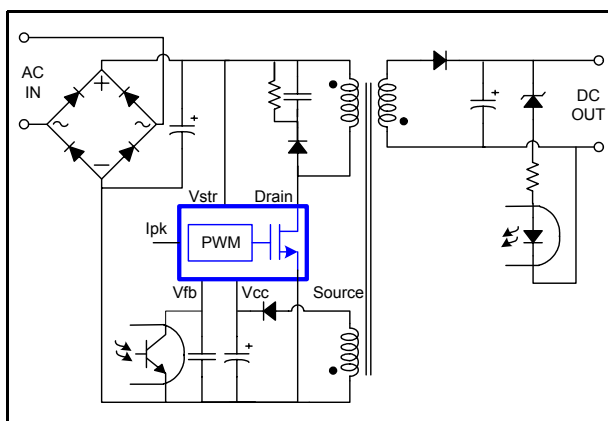 AC
IN
+
~
~
−
+
+
DC
OUT
Vstr
Drain
Ipk
PWM
Vfb
Vcc
Source
+